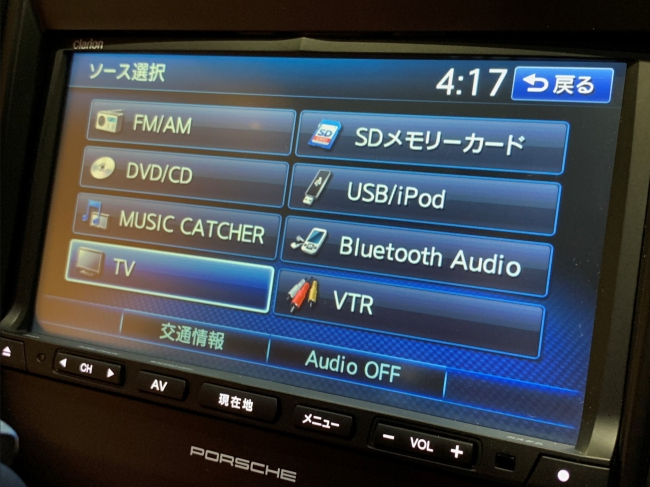 clarion
ソース選択
4:17
戻る
FM/AM
SDメモリーカード
SD
DVD/CD
USB/iPod
MUSIC CATCHER
Bluetooth Audio
TV
VTR
交通情報
Audio OFF
CH
AV
現在地
メニュー
− VOL +
PORSCHE